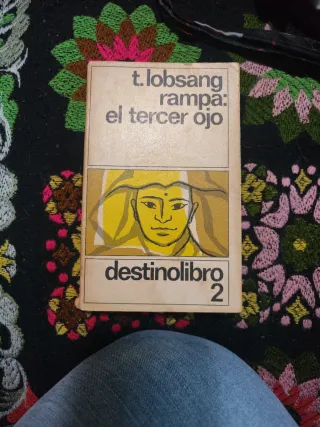 t.lobsang
rampa:
el tercer ojo
destinolibro
2